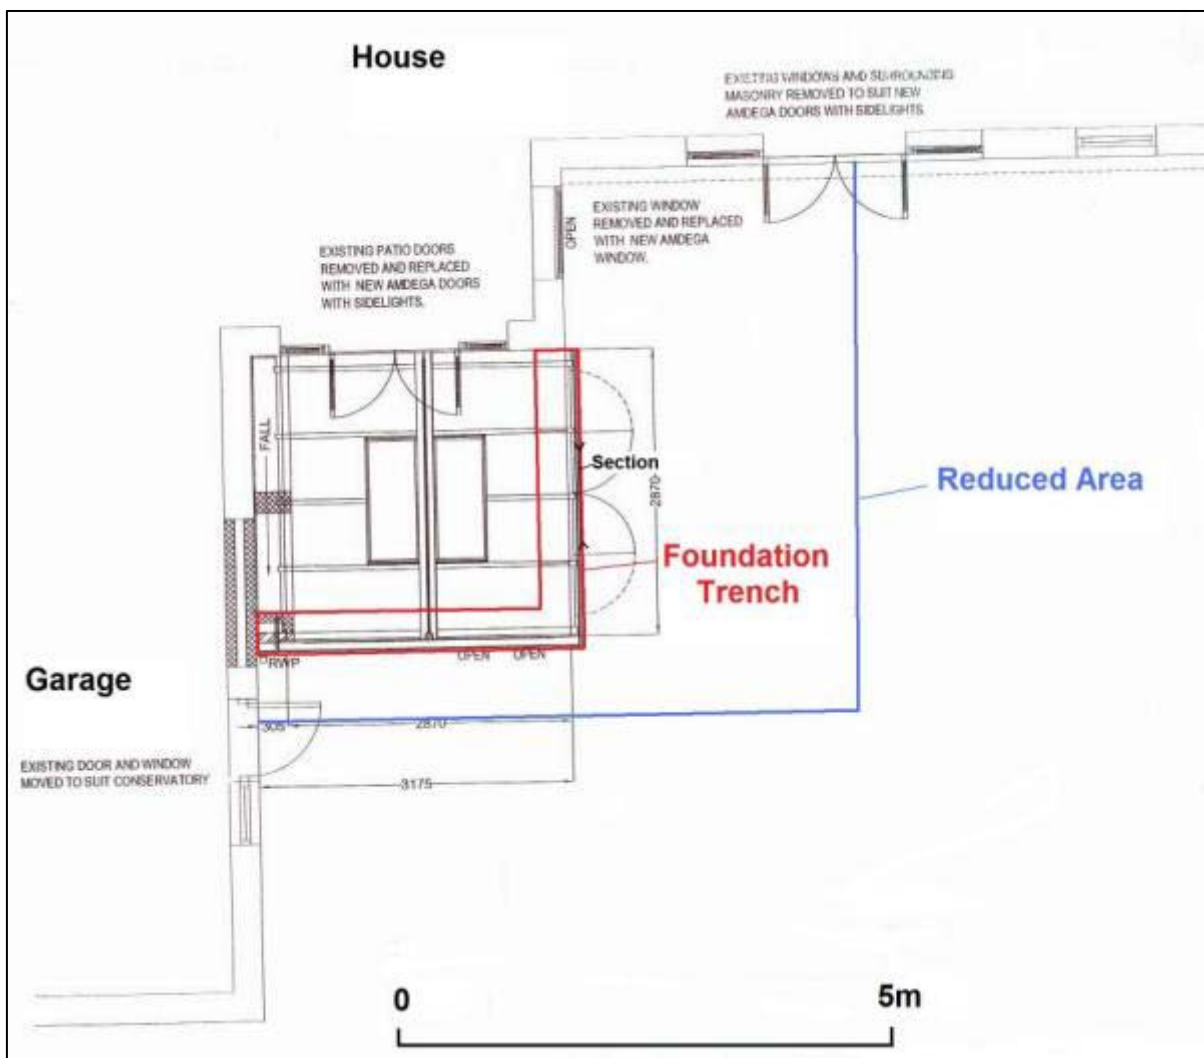 House
EXISTING WINDOWS AND SURROUNDING
MASONRY REMOVED TO SUIT NEW
AMDEGA DOORS WITH SIDELIGHTS.
EXISTING WINDOW
REMOVED AND REPLACED
WITH NEW AMDEGA
WINDOW.
OPEN
EXISTING PATIO DOORS
REMOVED AND REPLACED
WITH NEW AMDEGA DOORS
WITH SIDELIGHTS.
FALL
Section
2870
Reduced Area
Foundation
Trench
RWP
OPEN OPEN
Garage
305 2870
EXISTING DOOR AND WINDOW
MOVED TO SUIT CONSERVATORY
3175
0 5m